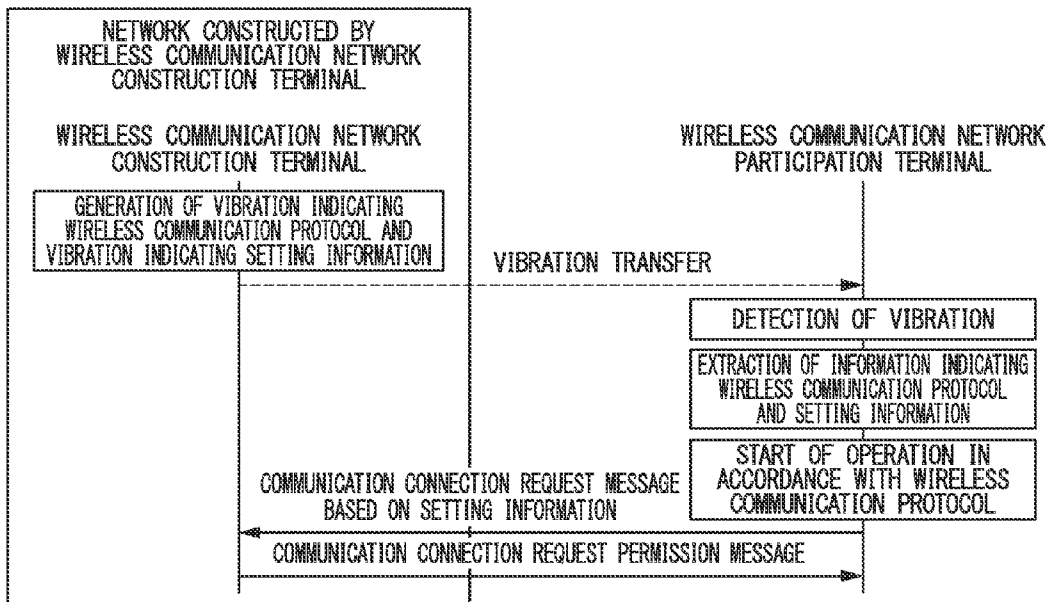 NETWORK CONSTRUCTED BY
WIRELESS COMMUNICATION NETWORK
CONSTRUCTION TERMINAL
WIRELESS COMMUNICATION NETWORK
CONSTRUCTION TERMINAL
WIRELESS COMMUNICATION NETWORK
PARTICIPATION TERMINAL
GENERATION OF VIBRATION INDICATING
WIRELESS COMMUNICATION PROTOCOL AND
VIBRATION INDICATING SETTING INFORMATION
VIBRATION TRANSFER
DETECTION OF VIBRATION
EXTRACTION OF INFORMATION INDICATING
WIRELESS COMMUNICATION PROTOCOL
AND SETTING INFORMATION
START OF OPERATION IN
ACCORDANCE WITH WIRELESS
COMMUNICATION PROTOCOL
COMMUNICATION CONNECTION REQUEST MESSAGE
BASED ON SETTING INFORMATION
COMMUNICATION CONNECTION REQUEST PERMISSION MESSAGE